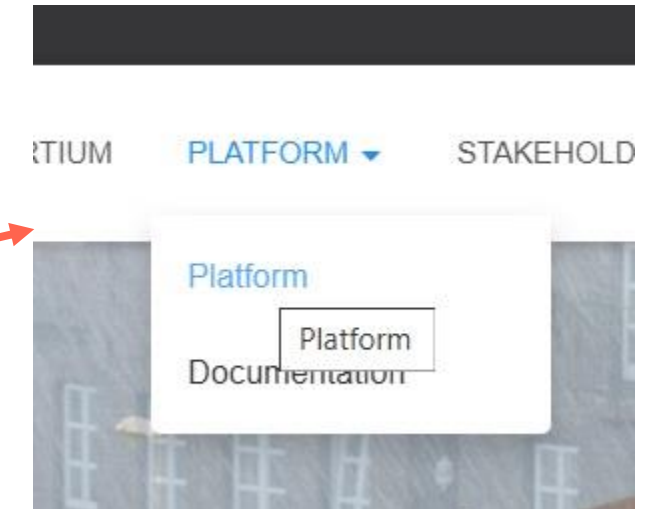 RTIUM PLATFORM STAKEHOLD
Platform
Platform
Documentation